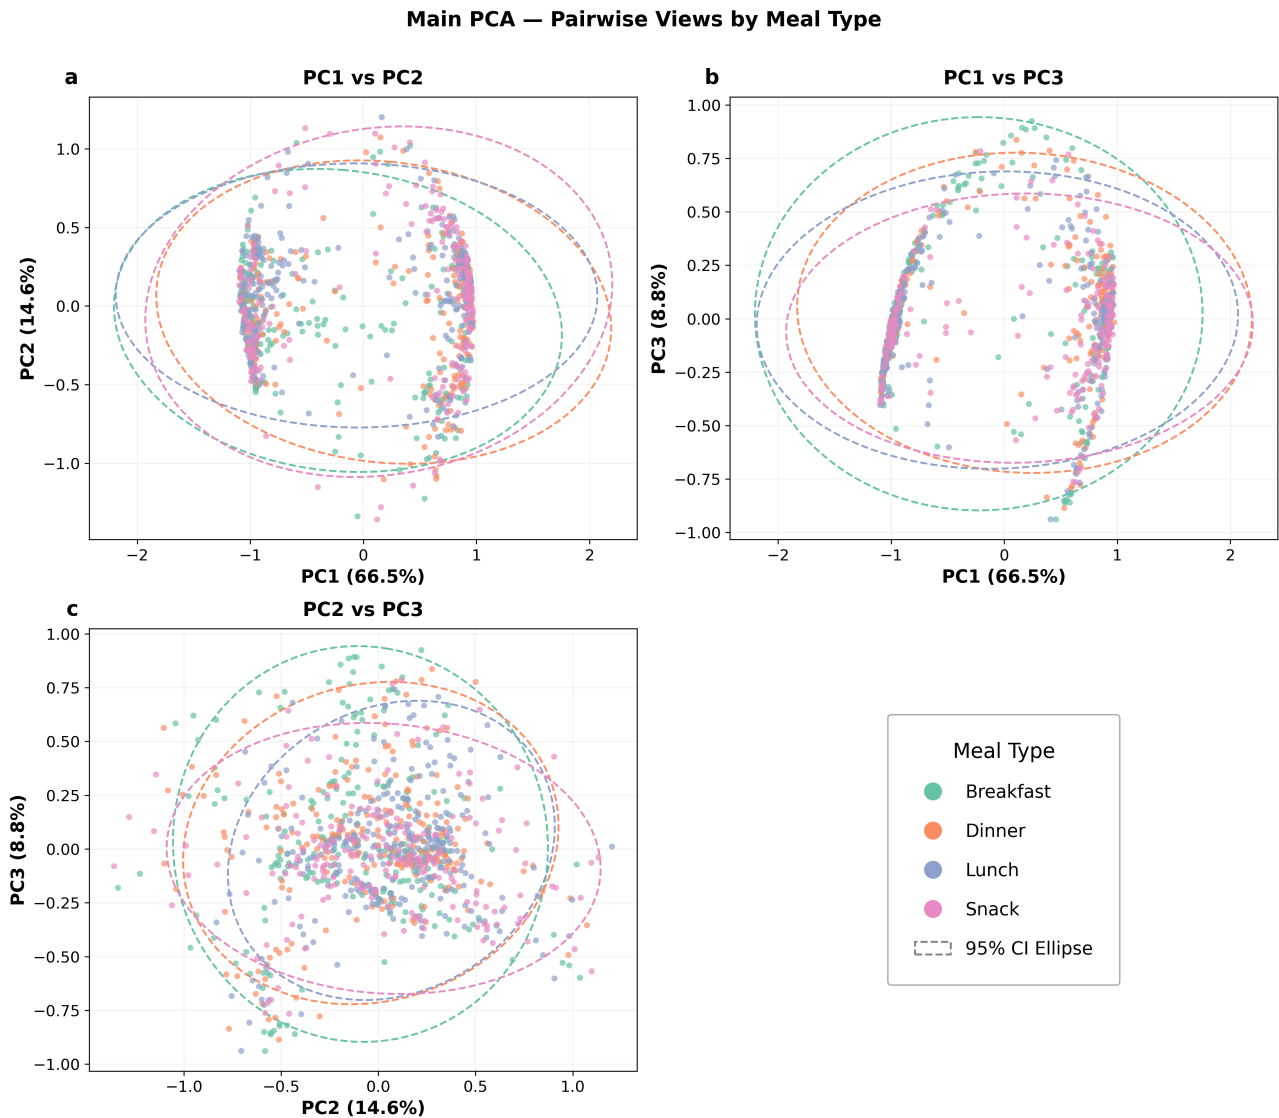 Main PCA — Pairwise Views by Meal Type
a
PC1 vs PC2
1.0
0.5
0.0
−0.5
−1.0
−2
−1
0
1
2
PC2 (14.6%)
PC1 (66.5%)
b
PC1 vs PC3
1.00
0.75
0.50
0.25
0.00
−0.25
−0.50
−0.75
−1.00
−2
−1
0
1
2
PC3 (8.8%)
PC1 (66.5%)
c
PC2 vs PC3
1.00
0.75
0.50
0.25
0.00
−0.25
−0.50
−0.75
−1.00
−1.0
−0.5
0.0
0.5
1.0
PC3 (8.8%)
PC2 (14.6%)
Meal Type
Breakfast
Dinner
Lunch
Snack
95% CI Ellipse